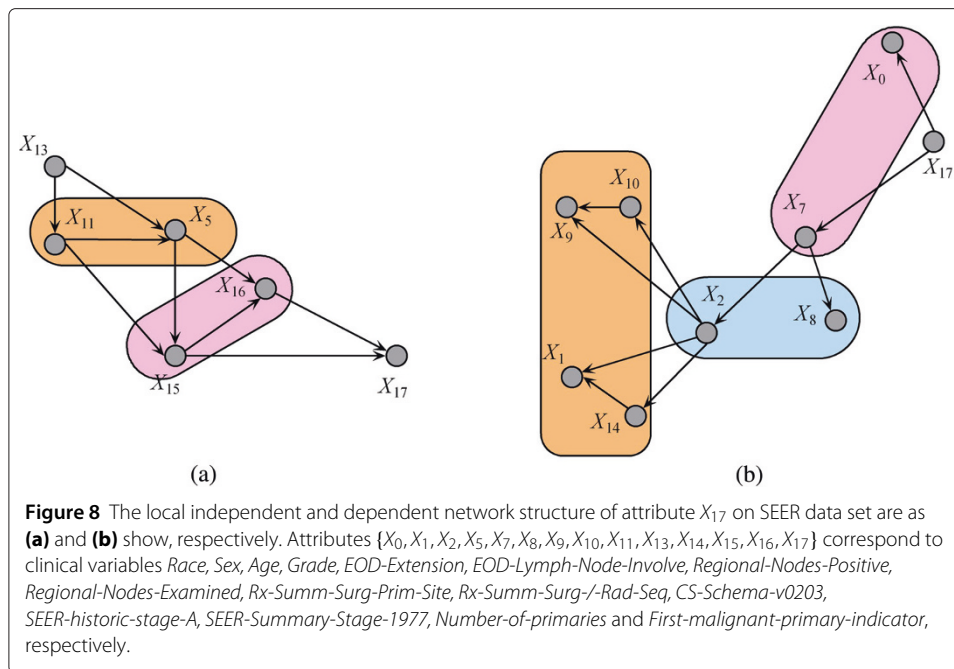 X13
X11
X5
X16
X15
X17
(a)
X0
X17
X7
X10
X9
X2
X8
X1
X14
(b)
Figure 8 The local independent and dependent network structure of attribute X17 on SEER data set are as
(a) and (b) show, respectively. Attributes {X0, X1, X2, X5, X7, X8, X9, X10, X11, X13, X14, X15, X16, X17} correspond to
clinical variables Race, Sex, Age, Grade, EOD-Extension, EOD-Lymph-Node-Involve, Regional-Nodes-Positive,
Regional-Nodes-Examined, Rx-Summ-Surg-Prim-Site, Rx-Summ-Surg-/-Rad-Seq, CS-Schema-v0203,
SEER-historic-stage-A, SEER-Summary-Stage-1977, Number-of-primaries and First-malignant-primary-indicator,
respectively.